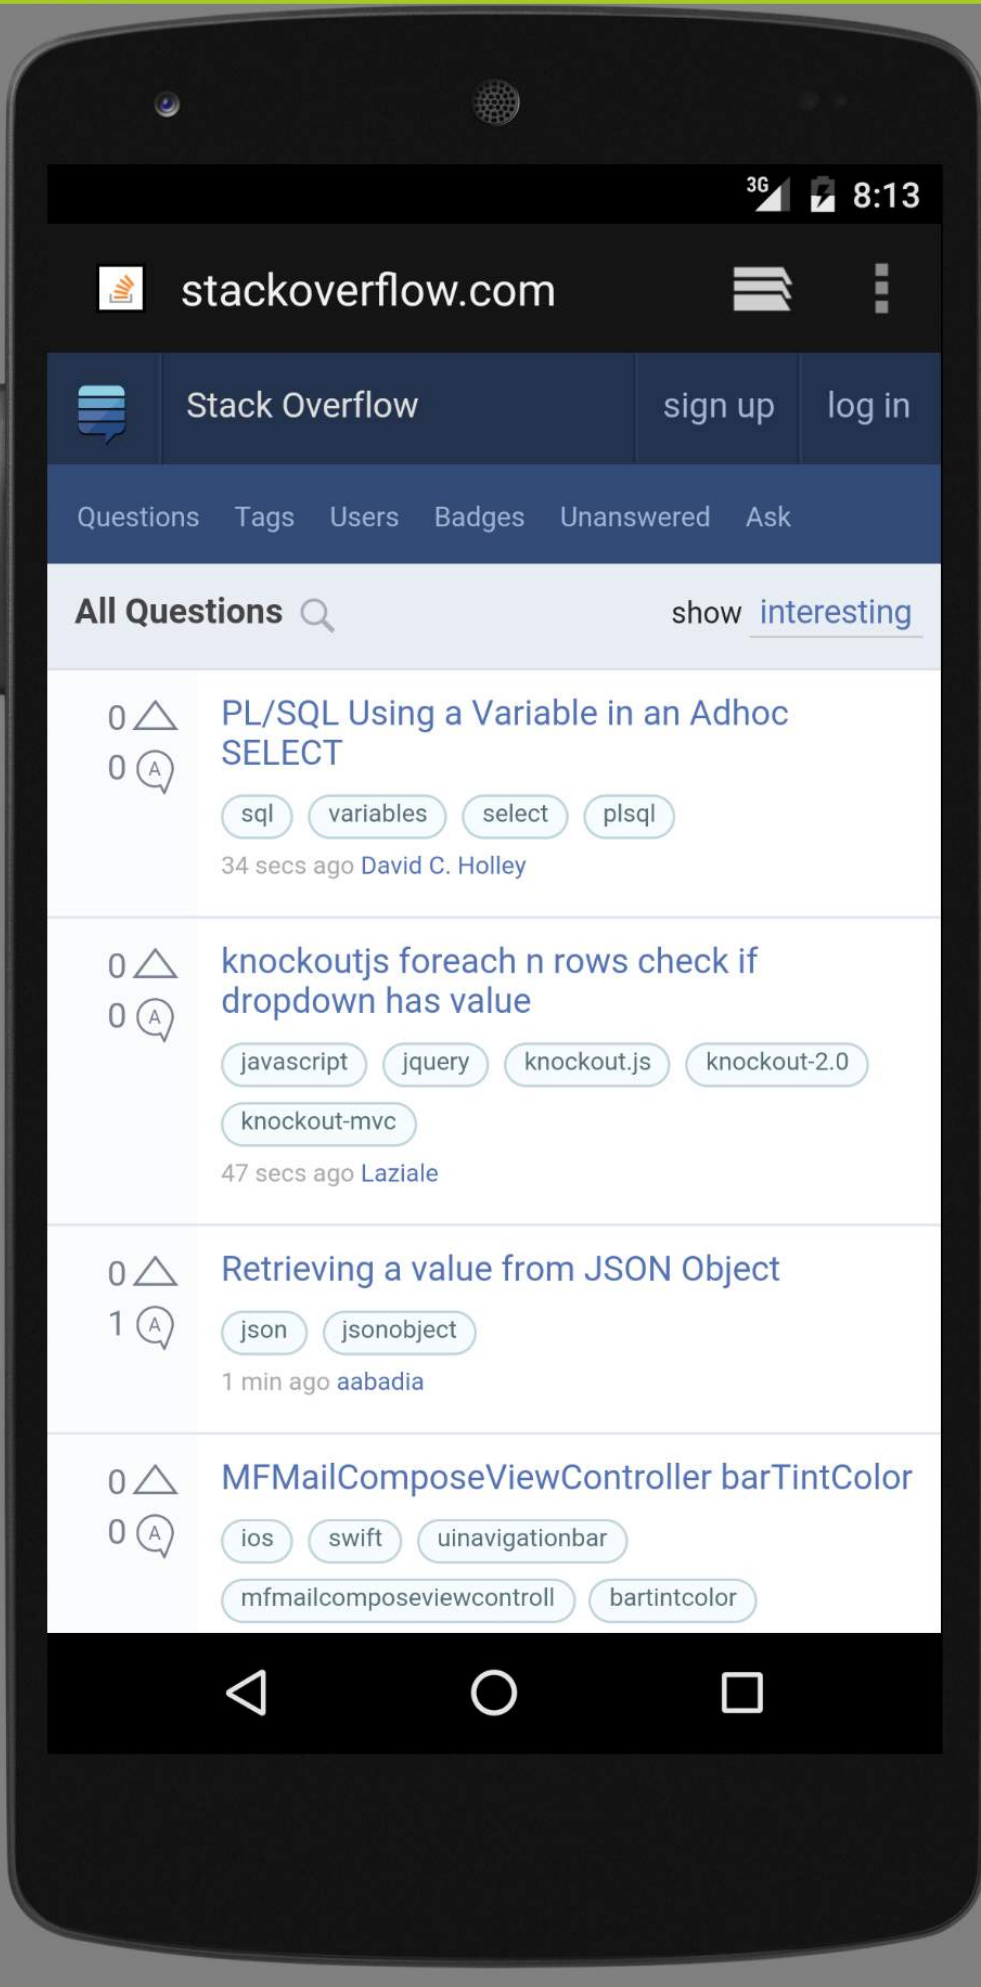 3G 8:13
stackoverflow.com
Stack Overflow sign up log in
Questions Tags Users Badges Unanswered Ask
All Questions show interesting
0
PL/SQL Using a Variable in an Adhoc
SELECT
0 A
sql variables select plsql
34 secs ago David C. Holley
0
knockoutjs foreach n rows check if
dropdown has value
0 A
javascript jquery knockout.js knockout-2.0
knockout-mvc
47 secs ago Laziale
0
Retrieving a value from JSON Object
1 A
json jsonobject
1 min ago aabadia
0
MFMailComposeViewController barTintColor
0 A
ios swift uinavigationbar
mfmailcomposeviewcontroll bartintcolor